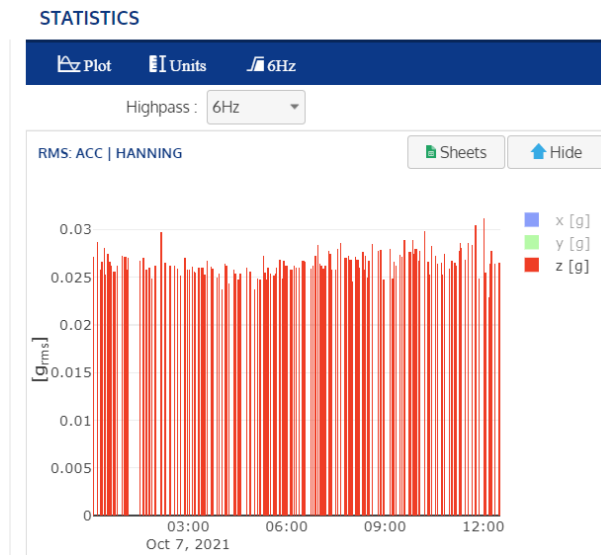 STATISTICS
Plot Units 6Hz
Highpass : 6Hz
RMS: ACC | HANNING Sheets Hide
x [g]
y [g]
z [g]
[grms]
0.03
0.025
0.02
0.015
0.01
0.005
0
03:00 06:00 09:00 12:00
Oct 7, 2021